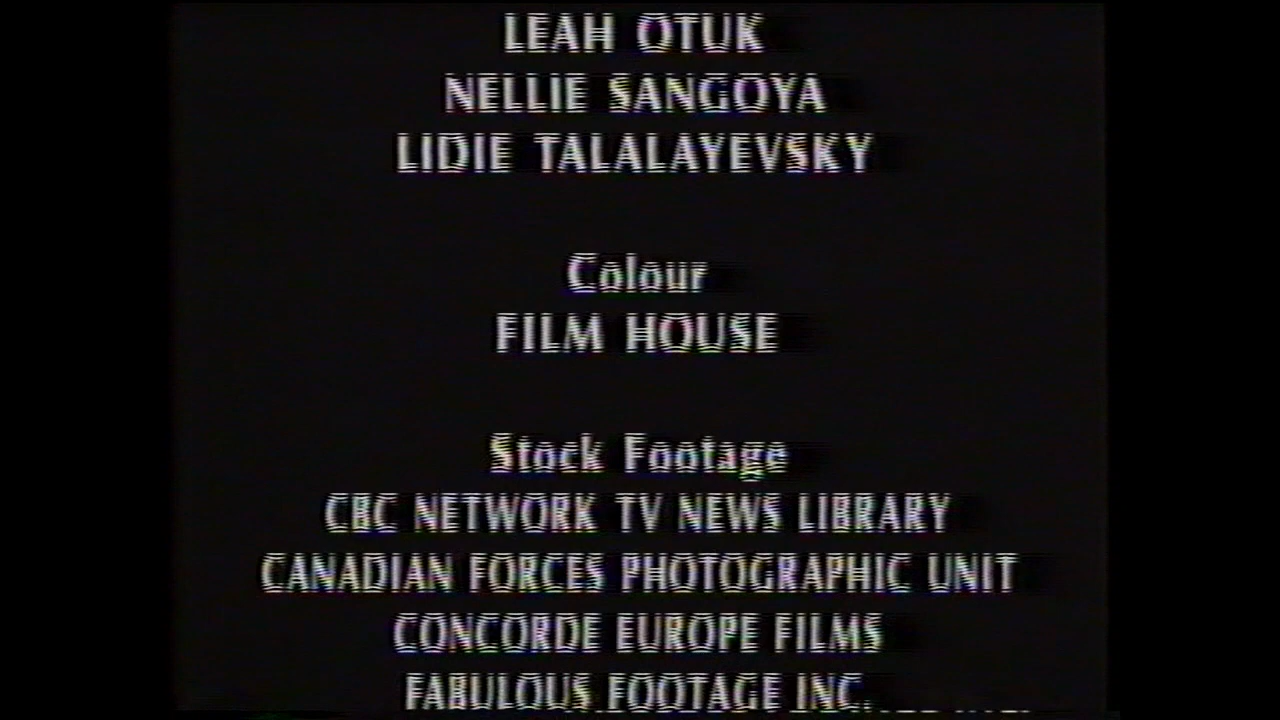 LEAH OTUK
NELLIE SANGOYA
LIDIE TALALAYEVSKY
Colour
FILM HOUSE
Stock Footage
CBC NETWORK TV NEWS LIBRARY
CANADIAN FORCES PHOTOGRAPHIC UNIT
CONCORDE EUROPE FILMS
FABULOUS FOOTAGE INC.